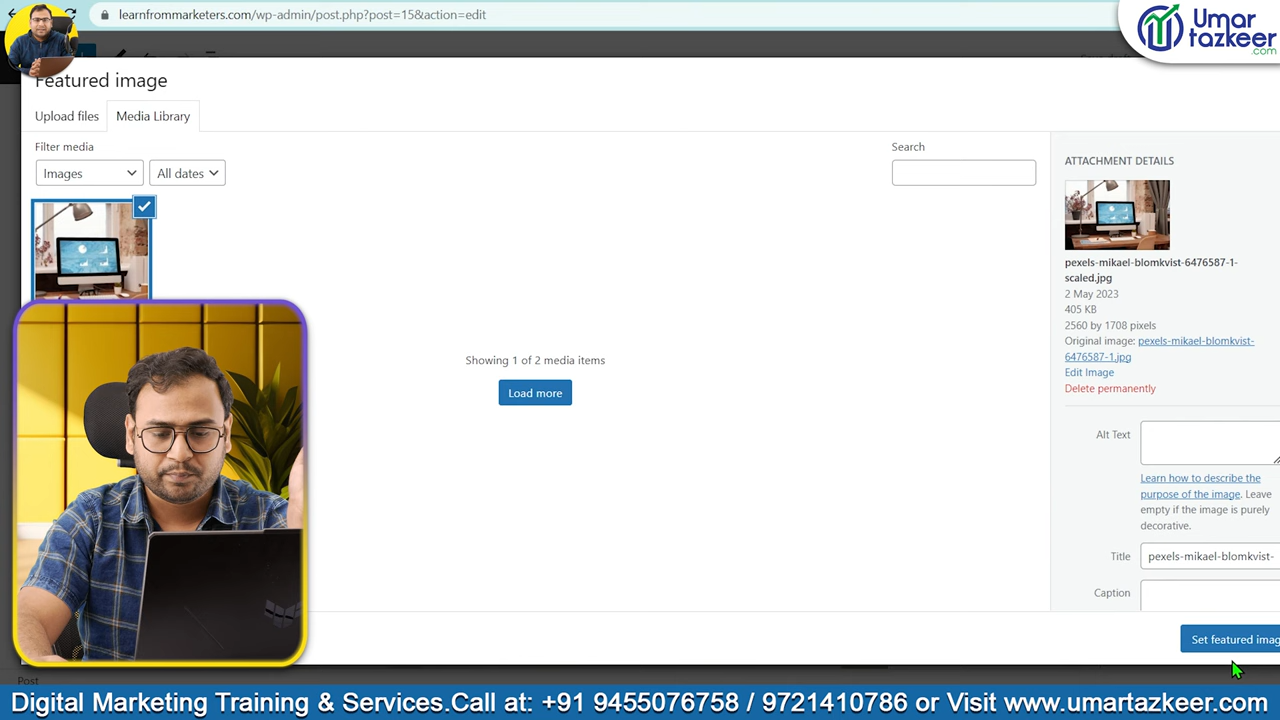 learnfrommarketers.com/wp-admin/post.php?post=15&action=edit
Umar
tazkeer
.com
Featured image
Upload files
Media Library
Filter media
Search
Images
All dates
ATTACHMENT DETAILS
pexels-mikael-blomkvist-6476587-1-
scaled.jpg
2 May 2023
405 KB
2560 by 1708 pixels
Original image: pexels-mikael-blomkvist-
6476587-1.jpg
Edit Image
Delete permanently
Showing 1 of 2 media items
Load more
Alt Text
Learn how to describe the
purpose of the image. Leave
empty if the image is purely
decorative.
Title
pexels-mikael-blomkvist-
Caption
Set featured imag
Post
Digital Marketing Training & Services.Call at: +91 9455076758 / 9721410786 or Visit www.umartazkeer.com